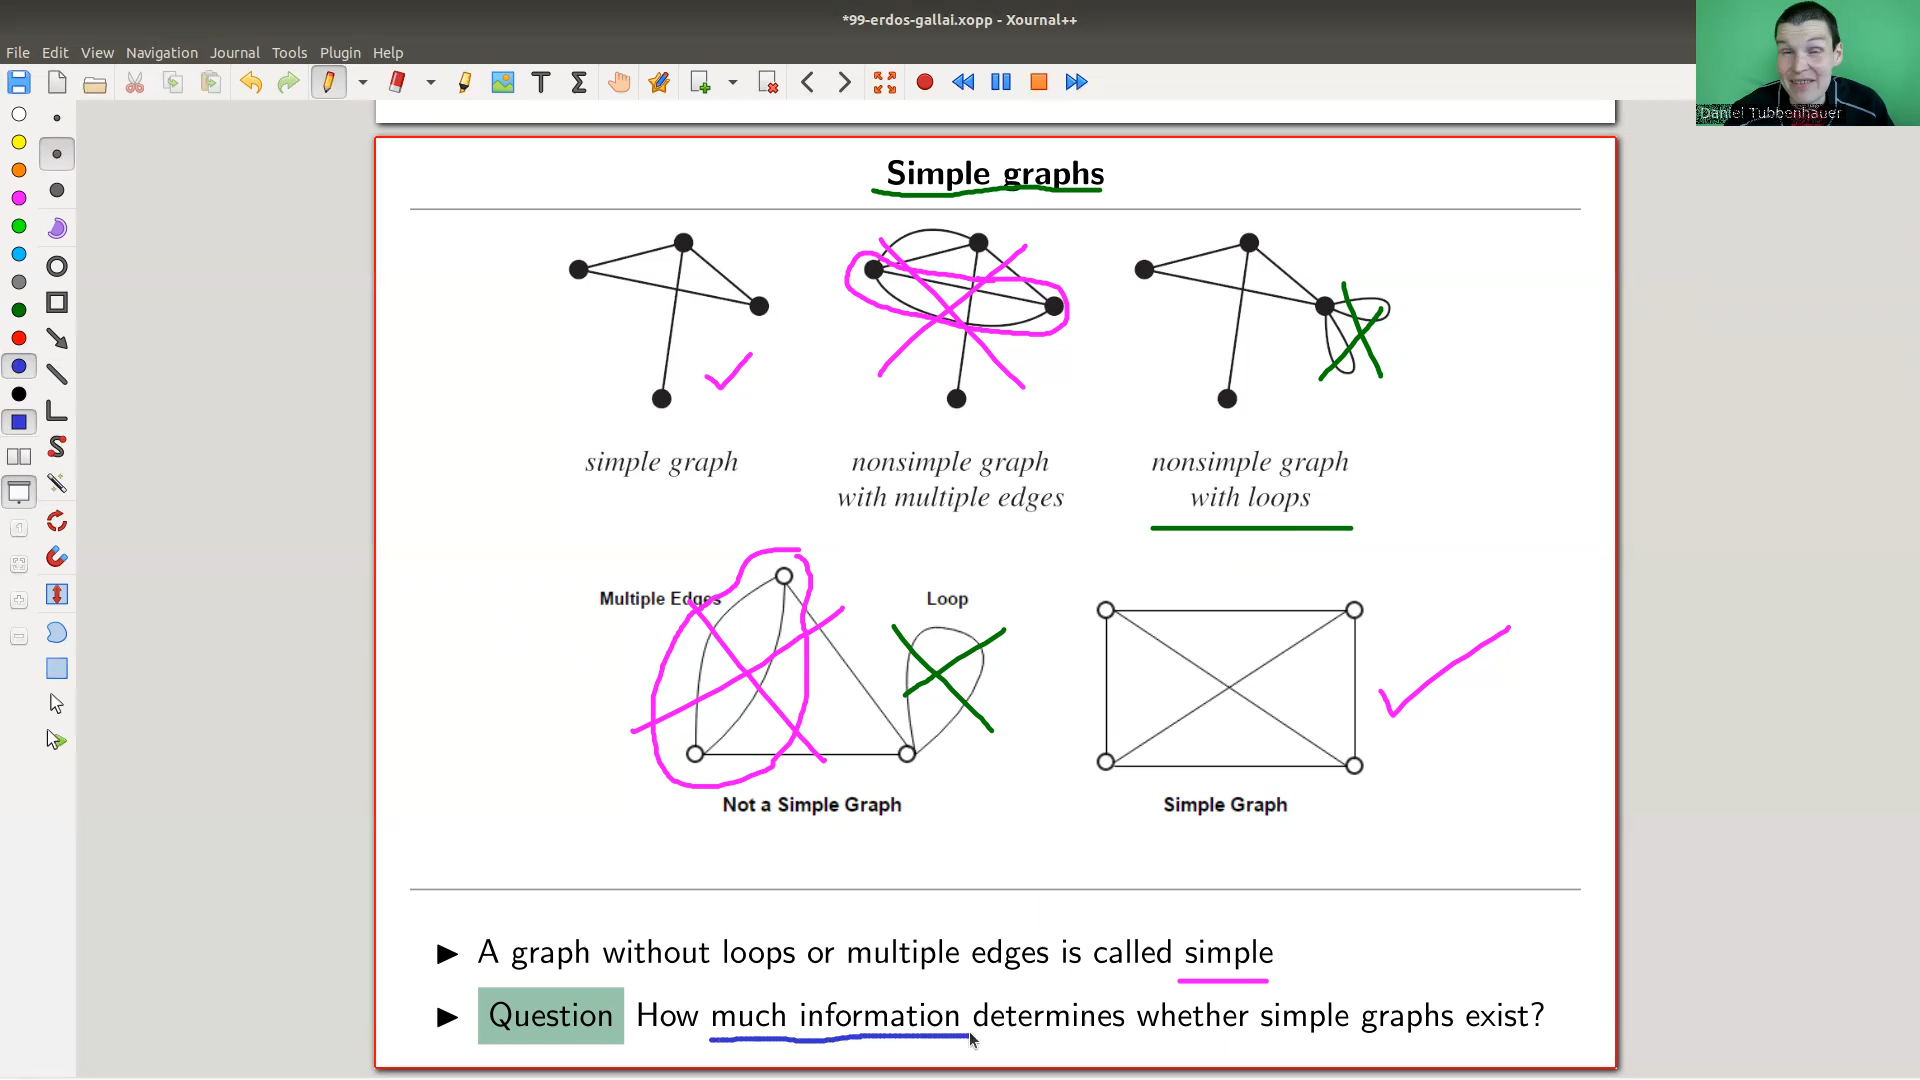 *99-erdos-gallai.xopp - Xournal++
File Edit View Navigation Journal Tools Plugin Help
Daniel Tubbenhauer
Simple graphs
simple graph
nonsimple graph
with multiple edges
nonsimple graph
with loops
Multiple Edges
Loop
Not a Simple Graph
Simple Graph
▶ A graph without loops or multiple edges is called simple
▶ Question How much information determines whether simple graphs exist?